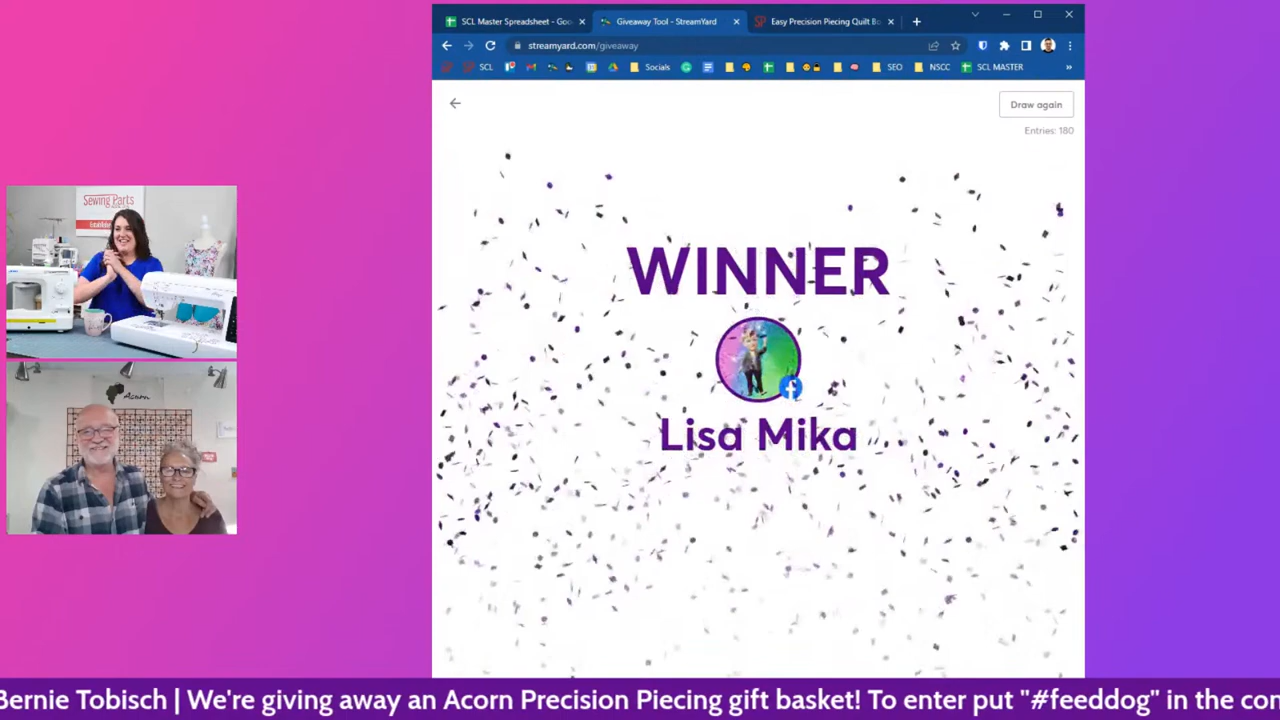 SCL Master Spreadsheet - Goo
Giveaway Tool - StreamYard
Easy Precision Piecing Quilt Bo
streamyard.com/giveaway
SCL
Socials
SEO
NSCC
SCL MASTER
»
Draw again
Entries: 180
Sewing Parts
WINNER
Lisa Mika
Acorn
Bernie Tobisch | We're giving away an Acorn Precision Piecing gift basket! To enter put "#feeddog" in the con